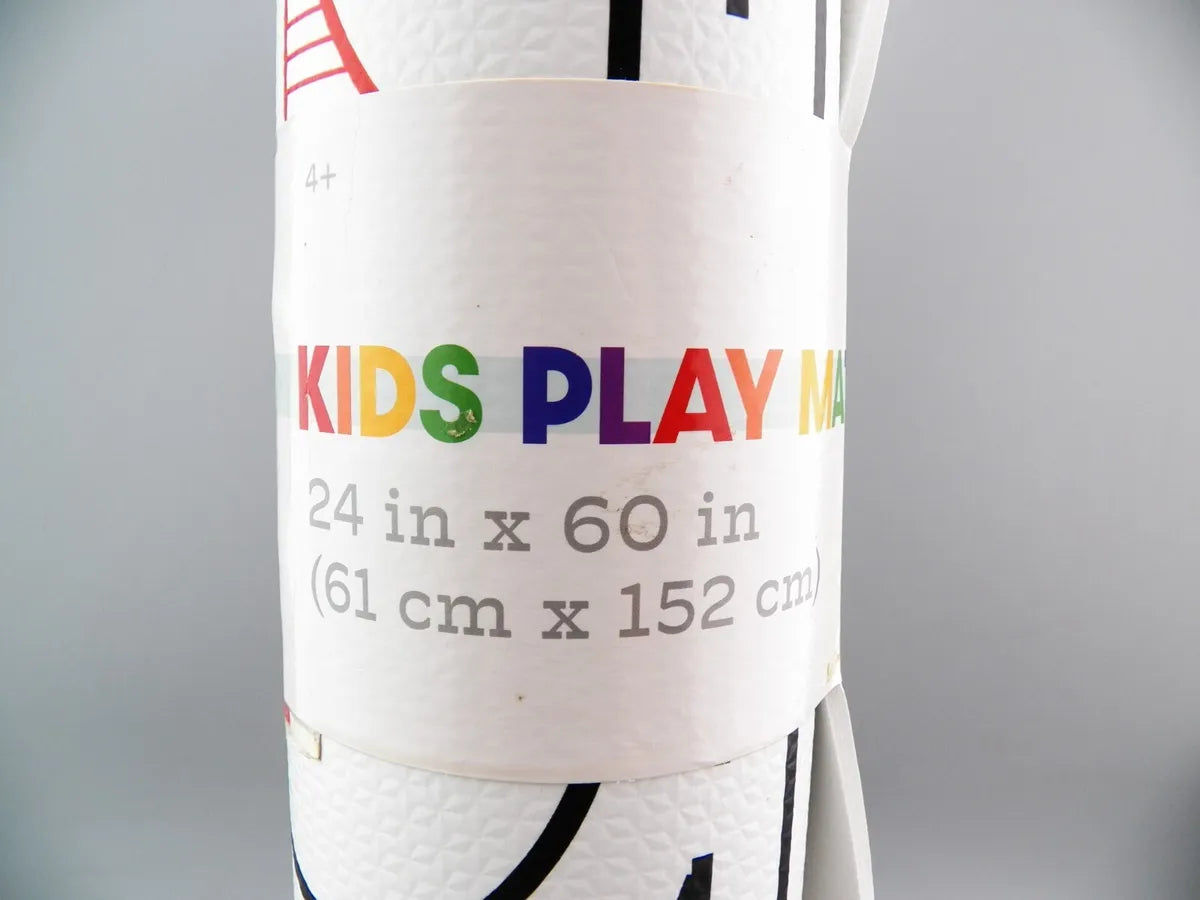 4+
KIDS PLAY MA
24 in x 60 in
(61 cm x 152 cm)